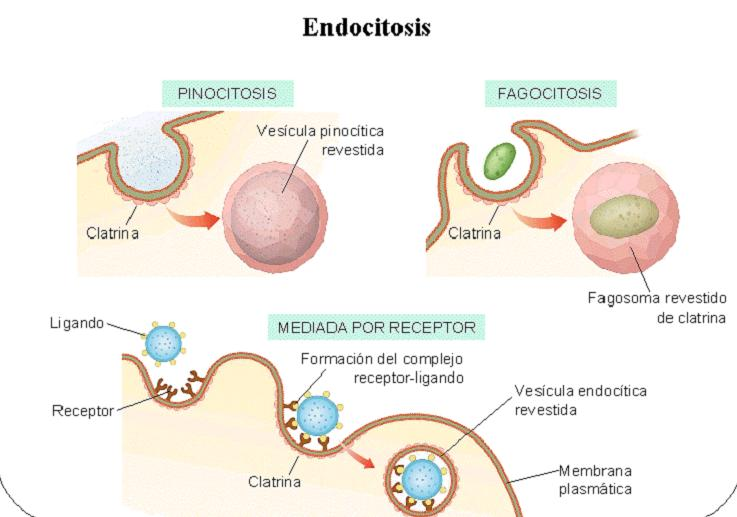 Endocitosis
PINOCITOSIS
Vesícula pinocítica
revestida
Clatrina
FAGOCITOSIS
Clatrina
Fagosoma revestido
de clatrina
MEDIADA POR RECEPTOR
Ligando
Receptor
Formación del complejo
receptor-ligando
Clatrina
Vesícula endocítica
revestida
Membrana
plasmática